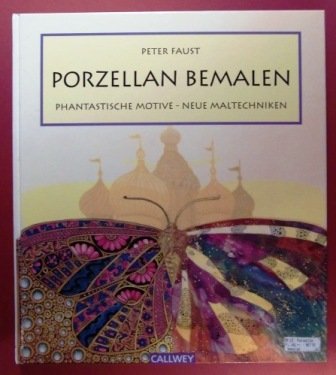 PETER FAUST
PORZELLAN BEMALEN
PHANTASTISCHE MOTIVE - NEUE MALTECHNIKEN
CALLWEY